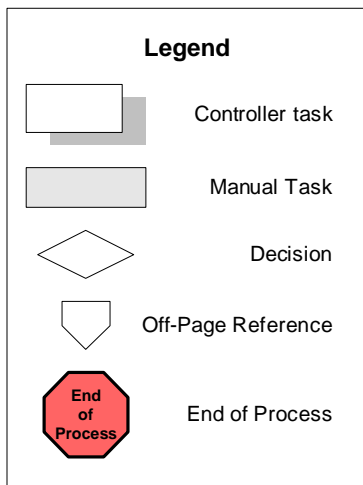 Legend
Controller task
Manual Task
Decision
Off-Page Reference
End
of
Process
End of Process